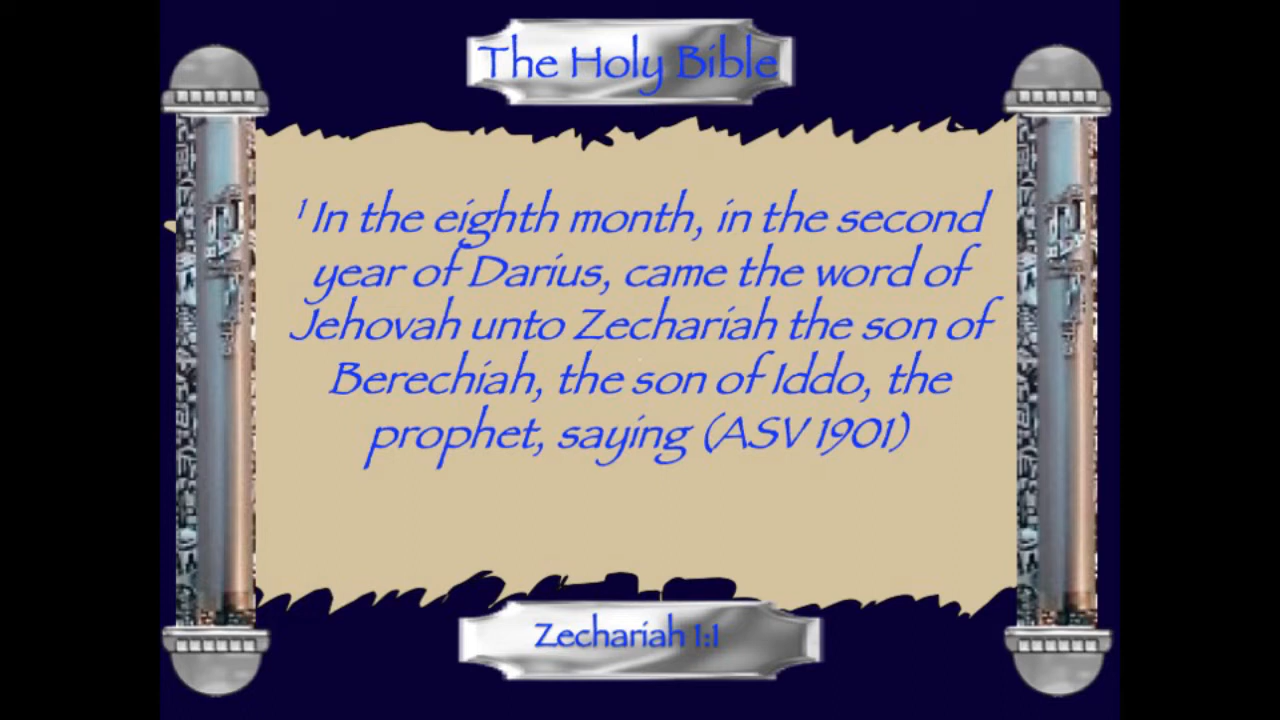 The Holy Bible
1 In the eighth month, in the second
year of Darius, came the word of
Jehovah unto Zechariah the son of
Berechiah, the son of Iddo, the
prophet, saying (ASV 1901)
Zechariah 1:1